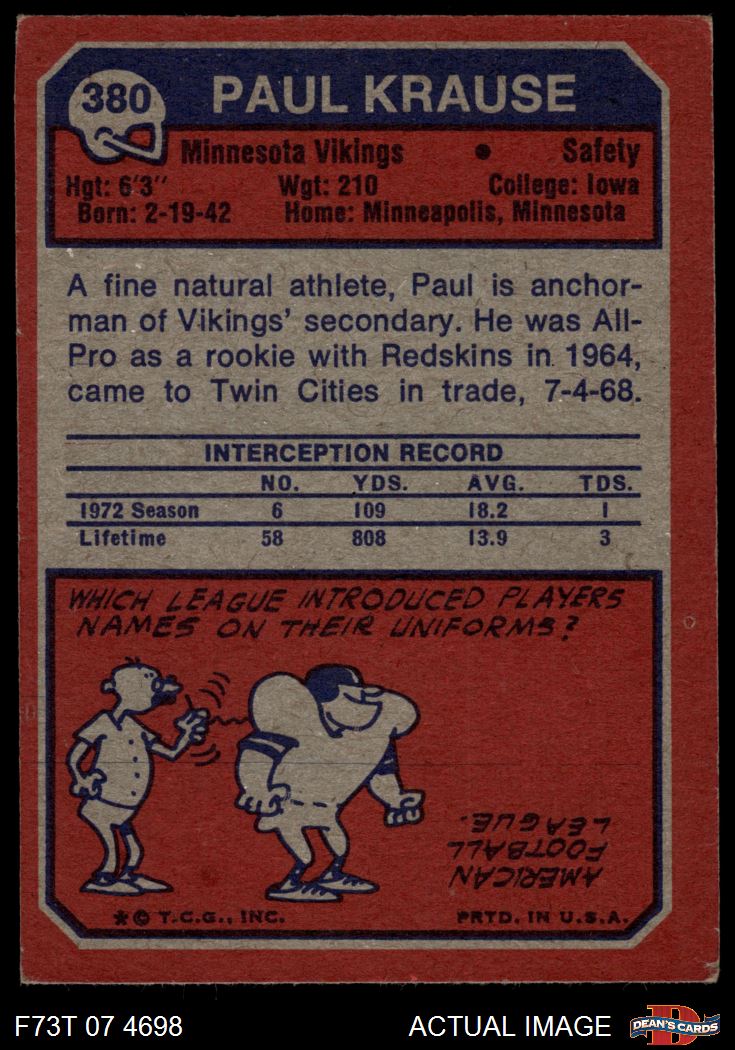 380 PAUL KRAUSE
Minnesota Vikings • Safety
Hgt: 6'3" Wgt: 210 College: Iowa
Born: 2-19-42 Home: Minneapolis, Minnesota
A fine natural athlete, Paul is anchor-
man of Vikings' secondary. He was All-
Pro as a rookie with Redskins in 1964,
came to Twin Cities in trade, 7-4-68.
INTERCEPTION RECORD
NO. YDS. AVG. TDS.
1972 Season 6 109 18.2 1
Lifetime 58 808 13.9 3
WHICH LEAGUE INTRODUCED PLAYERS
NAMES ON THEIR UNIFORMS?
AMERICAN
FOOTBALL
LEAGUE.
* © T.C.G., INC. PRTD. IN U.S.A.
F73T 07 4698 ACTUAL IMAGE D DEAN'S CARDS